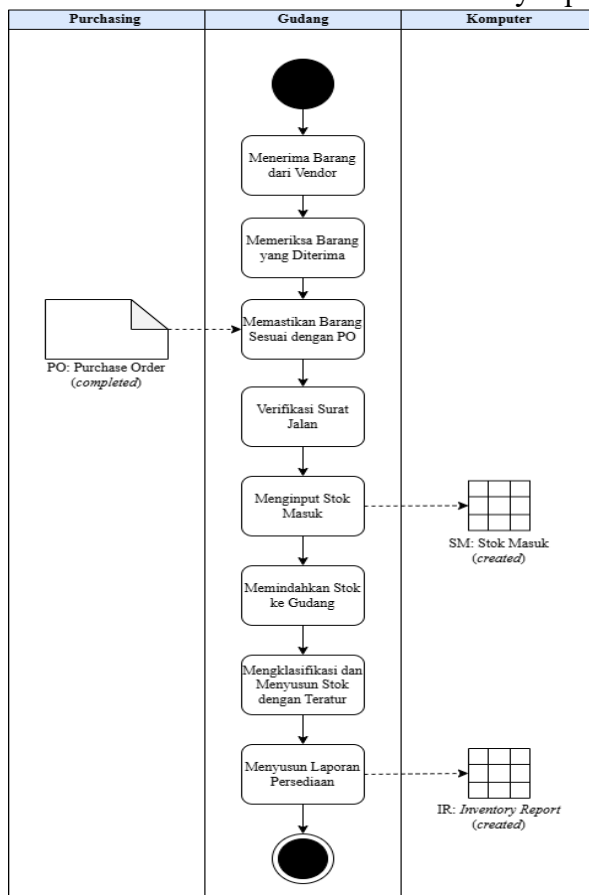 Purchasing
Gudang
Komputer
Menerima Barang
dari Vendor
Memeriksa Barang
yang Diterima
Memastikan Barang
Sesuai dengan PO
PO: Purchase Order
(completed)
Verifikasi Surat
Jalan
Menginput Stok
Masuk
SM: Stok Masuk
(created)
Memindahkan Stok
ke Gudang
Mengklasifikasi dan
Menyusun Stok
dengan Teratur
Menyusun Laporan
Persediaan
IR: Inventory Report
(created)